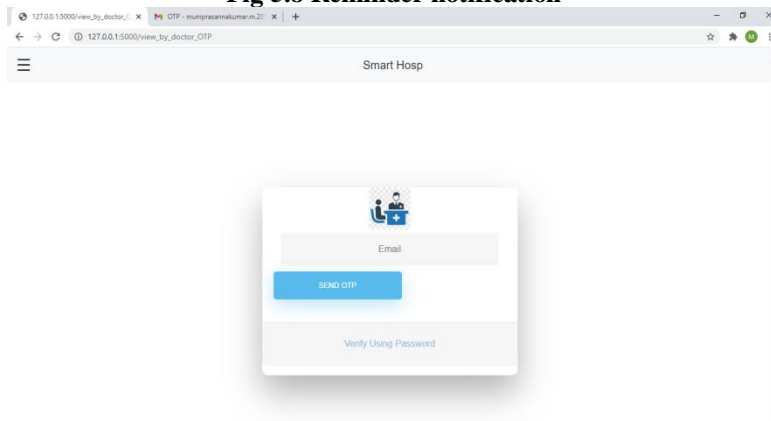 Fig 5.8 Reminder notification
127.0.0.1:5000/view_by_doctor_
OTP - muniprasannakumar.m.20
127.0.0.1:5000/view_by_doctor_OTP
M
Smart Hosp
Email
SEND OTP
Verify Using Password